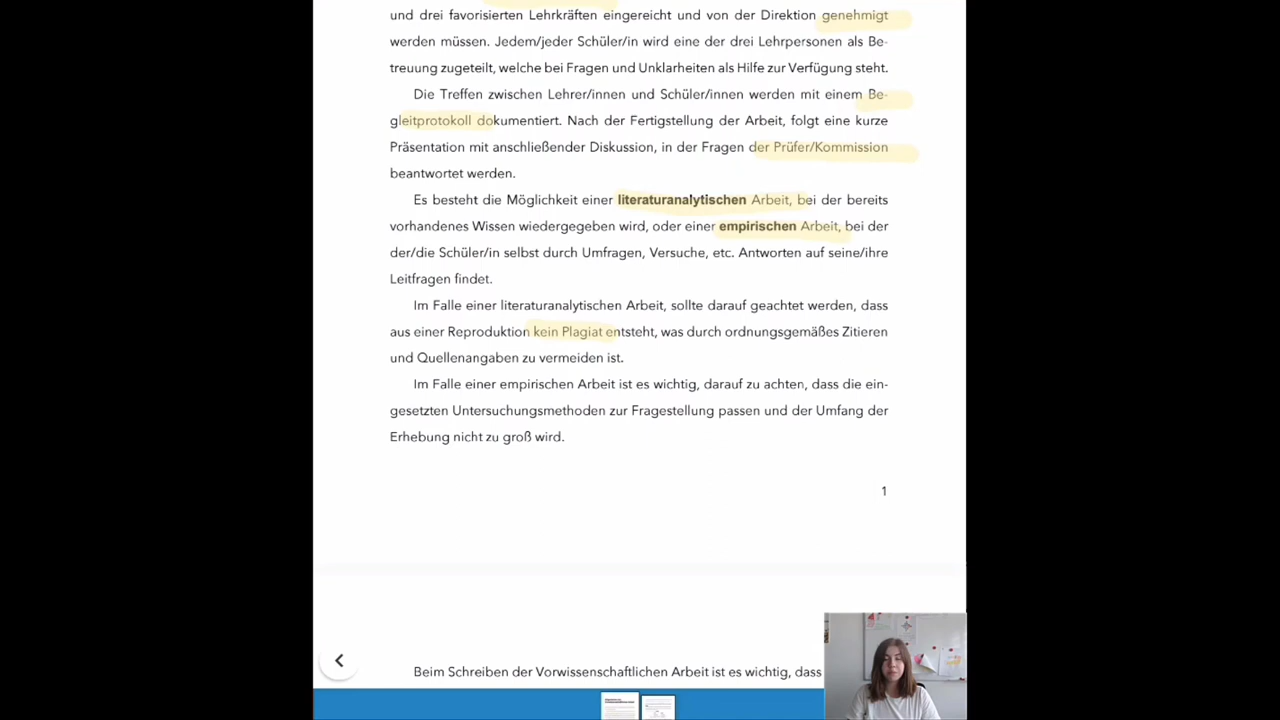 und drei favorisierten Lehrkräften eingereicht und von der Direktion genehmigt
werden müssen. Jedem/jeder Schüler/in wird eine der drei Lehrpersonen als Be-
treuung zugeteilt, welche bei Fragen und Unklarheiten als Hilfe zur Verfügung steht.
Die Treffen zwischen Lehrer/innen und Schüler/innen werden mit einem Be-
gleitprotokoll dokumentiert. Nach der Fertigstellung der Arbeit, folgt eine kurze
Präsentation mit anschließender Diskussion, in der Fragen der Prüfer/Kommission
beantwortet werden.
Es besteht die Möglichkeit einer literaturanalytischen Arbeit, bei der bereits
vorhandenes Wissen wiedergegeben wird, oder einer empirischen Arbeit, bei der
der/die Schüler/in selbst durch Umfragen, Versuche, etc. Antworten auf seine/ihre
Leitfragen findet.
Im Falle einer literaturanalytischen Arbeit, sollte darauf geachtet werden, dass
aus einer Reproduktion kein Plagiat entsteht, was durch ordnungsgemäßes Zitieren
und Quellenangaben zu vermeiden ist.
Im Falle einer empirischen Arbeit ist es wichtig, darauf zu achten, dass die ein-
gesetzten Untersuchungsmethoden zur Fragestellung passen und der Umfang der
Erhebung nicht zu groß wird.
1
Beim Schreiben der Vorwissenschaftlichen Arbeit ist es wichtig, dass